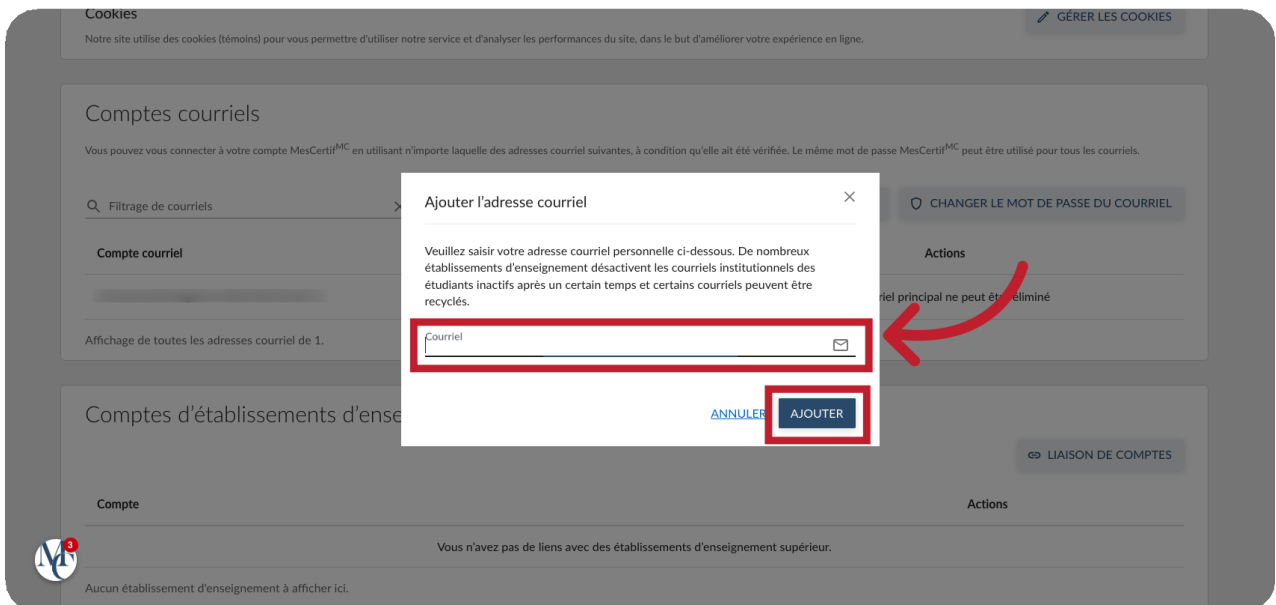 Cookies
GÉRER LES COOKIES
Notre site utilise des cookies (témoins) pour vous permettre d'utiliser notre service et d'analyser les performances du site, dans le but d'améliorer votre expérience en ligne.
Comptes courriels
Vous pouvez vous connecter à votre compte MesCertifMC en utilisant n'importe laquelle des adresses courriel suivantes, à condition qu'elle ait été vérifiée. Le même mot de passe MesCertifMC peut être utilisé pour tous les courriels.
Filtrage de courriels
CHANGER LE MOT DE PASSE DU COURRIEL
Compte courriel
Actions
principal ne peut être éliminé
Affichage de toutes les adresses courriel de 1.
Ajouter l'adresse courriel
Veuillez saisir votre adresse courriel personnelle ci-dessous. De nombreux
établissements d'enseignement désactivent les courriels institutionnels des
étudiants inactifs après un certain temps et certains courriels peuvent être
recyclés.
Courriel
ANNULER
AJOUTER
Comptes d'établissements d'ense
LIAISON DE COMPTES
Compte
Actions
Vous n'avez pas de liens avec des établissements d'enseignement supérieur.
MC
3
Aucun établissement d'enseignement à afficher ici.